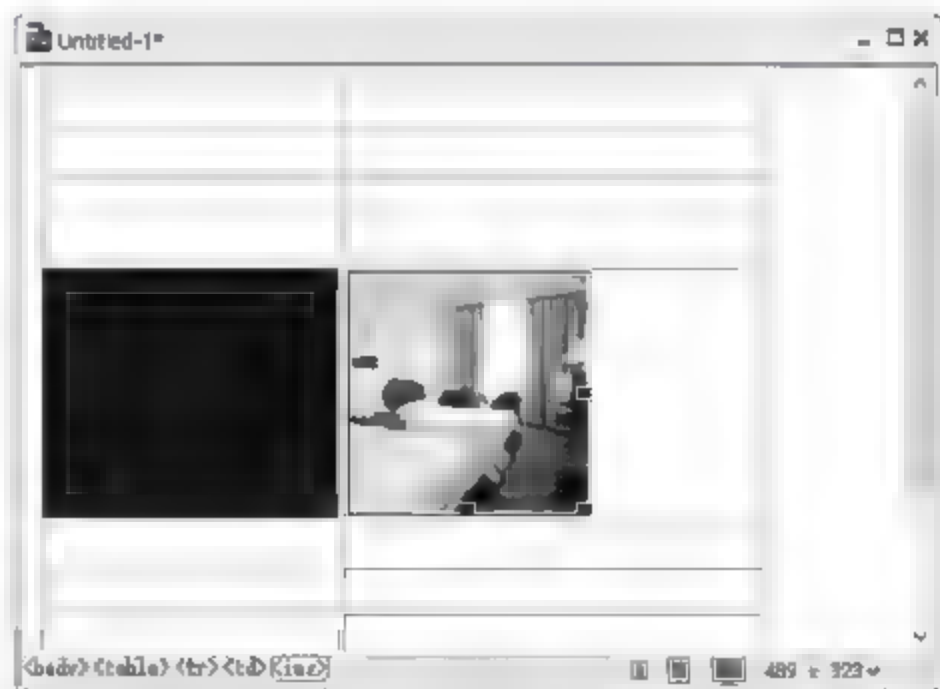 Untitled-1*
<body> <table> <tr> <td> <img>
489 x 323